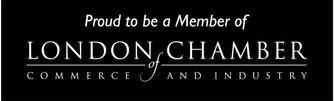 Proud to be a Member of
LONDON CHAMBER
of
COMMERCE AND INDUSTRY